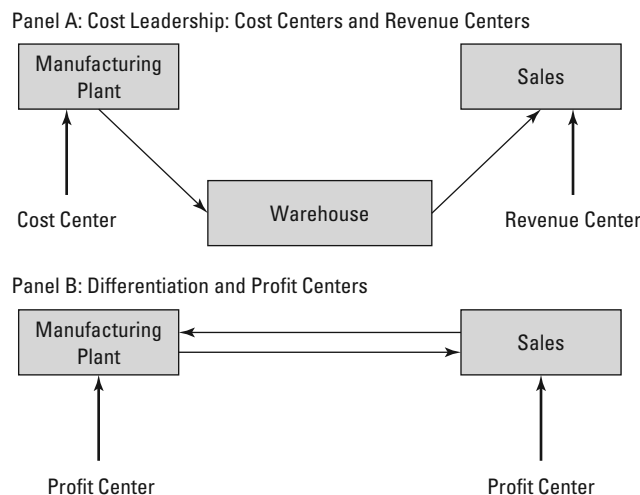 Panel A: Cost Leadership: Cost Centers and Revenue Centers
Manufacturing
Plant
Sales
Warehouse
Cost Center
Revenue Center
Panel B: Differentiation and Profit Centers
Manufacturing
Plant
Sales
Profit Center
Profit Center